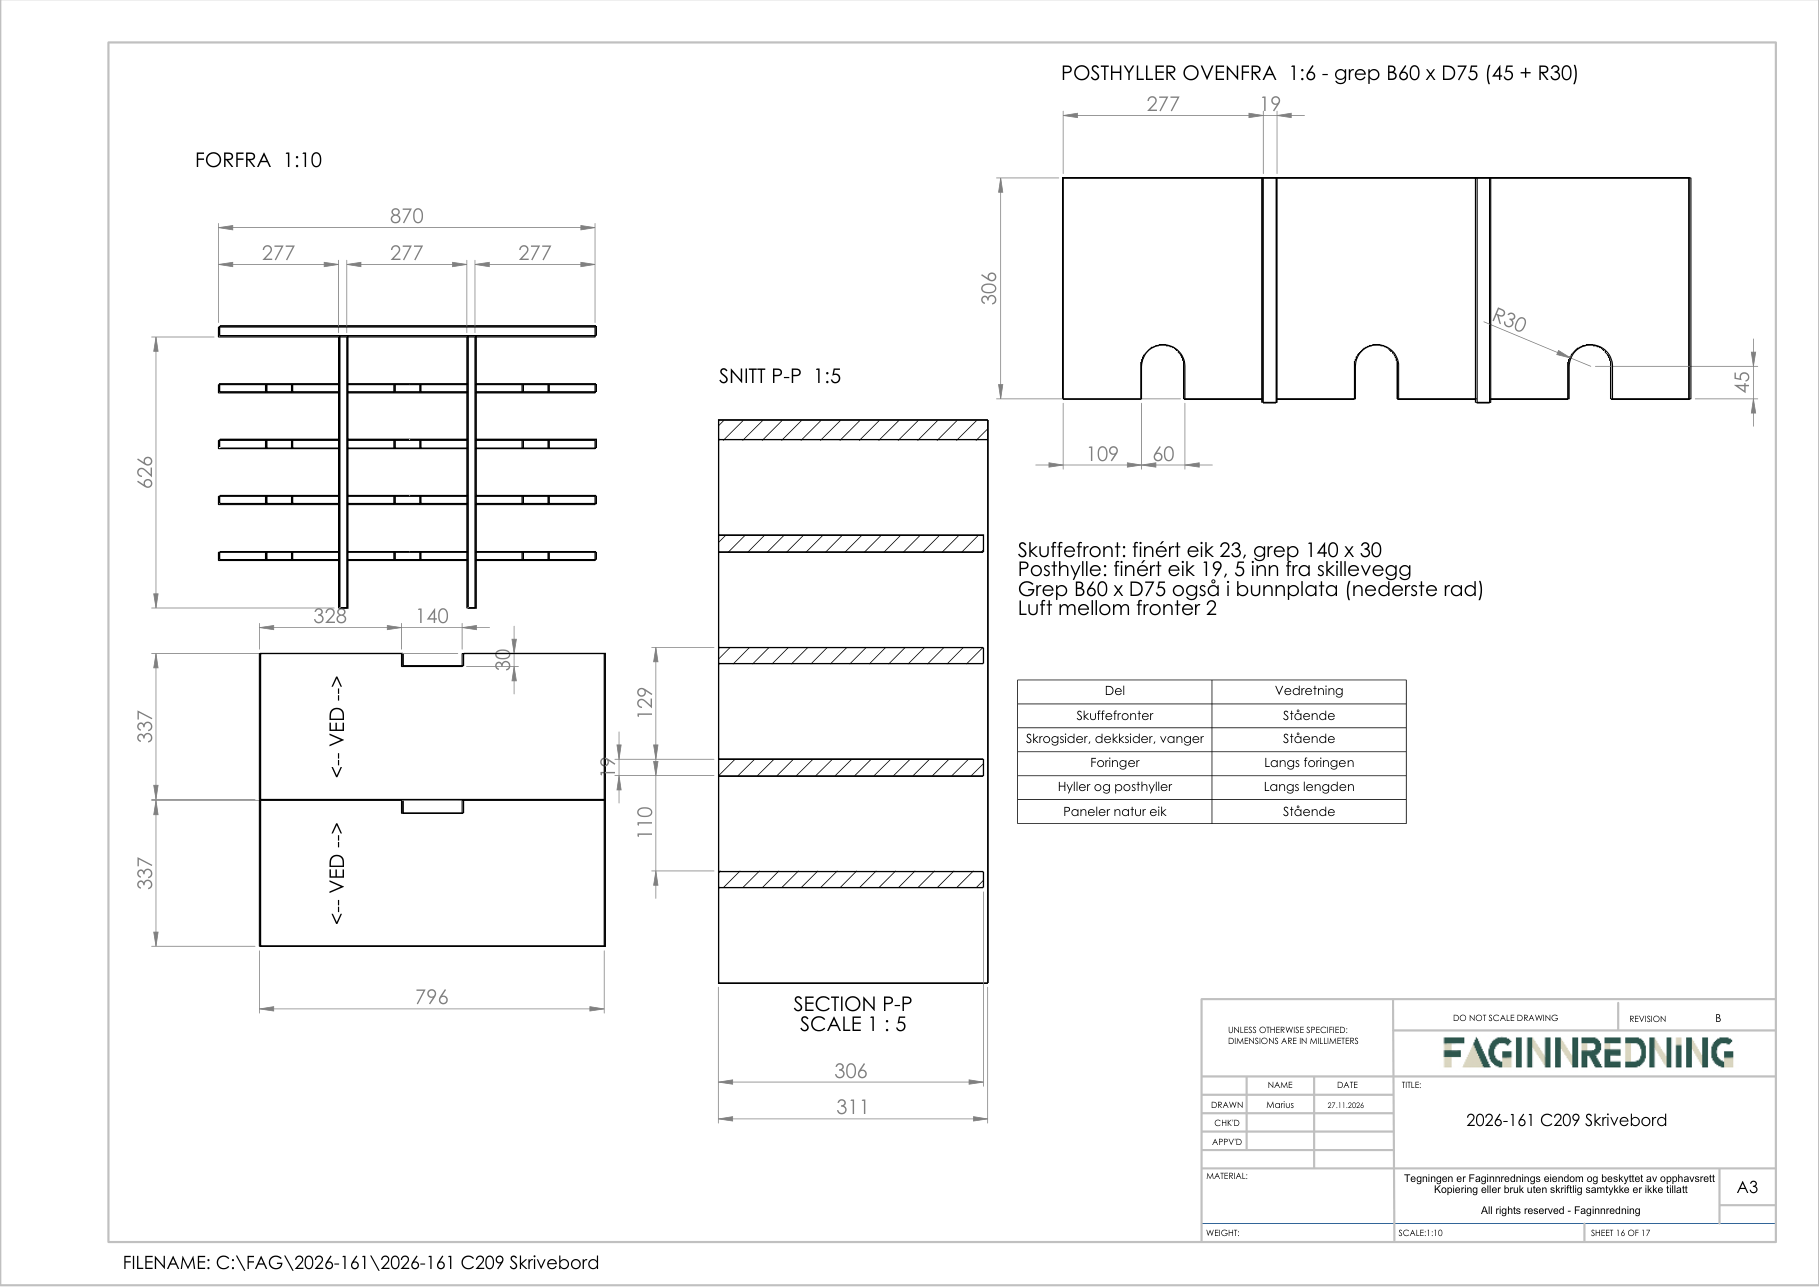 POSTHYLLER OVENFRA 1:6 - grep B60 x D75 (45 + R30)
277
19
306
R30
45
109
60
FORFRA 1:10
870
277
277
277
626
328
140
30
337
337
<-- VED -->
<-- VED -->
796
SNITT P-P 1:5
129
19
110
SECTION P-P
SCALE 1 : 5
306
311
Skuffefront: finért eik 23, grep 140 x 30
Posthylle: finért eik 19, 5 inn fra skillevegg
Grep B60 x D75 også i bunnplata (nederste rad)
Luft mellom fronter 2
Del Vedretning
Skuffefronter Stående
Skrogsider, dekksider, vanger Stående
Foringer Langs foringen
Hyller og posthyller Langs lengden
Paneler natur eik Stående
UNLESS OTHERWISE SPECIFIED:
DIMENSIONS ARE IN MILLIMETERS
DO NOT SCALE DRAWING
REVISION B
FAGINNREDNiNG
NAME DATE
DRAWN Marius 27.11.2026
CHK'D
APPV'D
TITLE:
2026-161 C209 Skrivebord
MATERIAL:
Tegningen er Faginnrednings eiendom og beskyttet av opphavsrett
Kopiering eller bruk uten skriftlig samtykke er ikke tillatt
All rights reserved - Faginnredning
A3
WEIGHT:
SCALE:1:10
SHEET 16 OF 17
FILENAME: C:\FAG\2026-161\2026-161 C209 Skrivebord